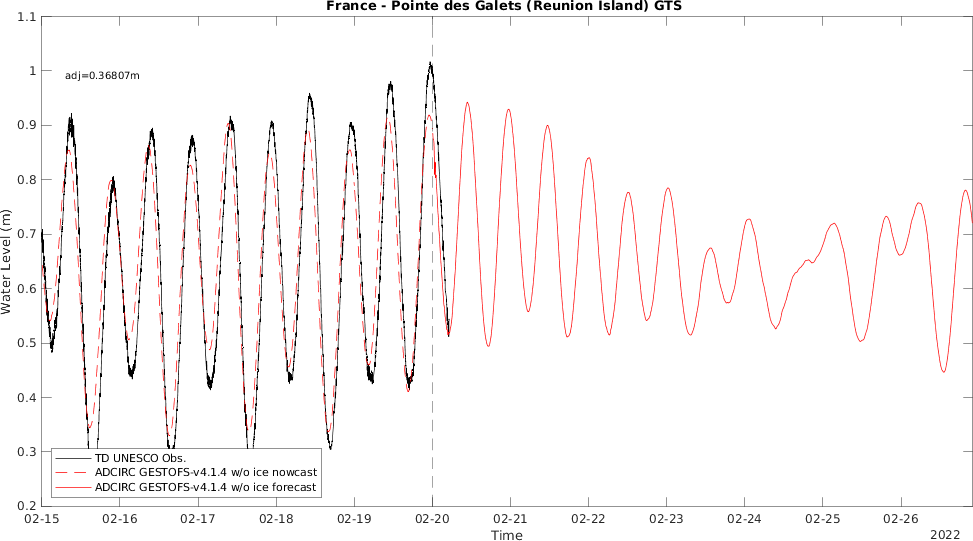 France - Pointe des Galets (Reunion Island) GTS
1.1
1
0.9
0.8
0.7
0.6
0.5
0.4
0.3
0.2
Water Level (m)
adj=0.36807m
TD UNESCO Obs.
ADCIRC GESTOFS-v4.1.4 w/o ice nowcast
ADCIRC GESTOFS-v4.1.4 w/o ice forecast
02-15 02-16 02-17 02-18 02-19 02-20 02-21 02-22 02-23 02-24 02-25 02-26
Time
2022